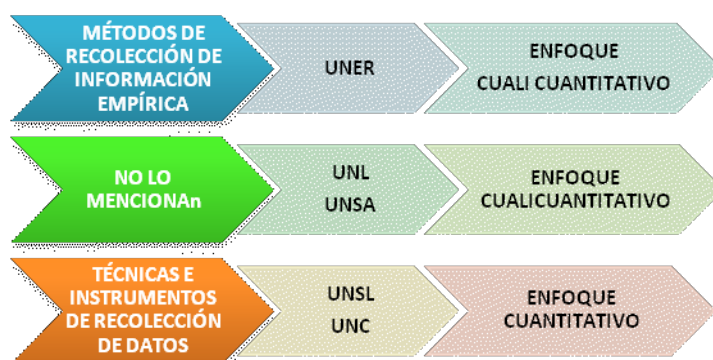 MÉTODOS DE
RECOLECCIÓN DE
INFORMACIÓN
EMPÍRICA
UNER
ENFOQUE
CUALI CUANTITATIVO
NO LO
MENCIONAn
UNL
UNSA
ENFOQUE
CUALICUANTITATIVO
TÉCNICAS E
INSTRUMENTOS
DE RECOLECCIÓN
DE DATOS
UNSL
UNC
ENFOQUE
CUANTITATIVO